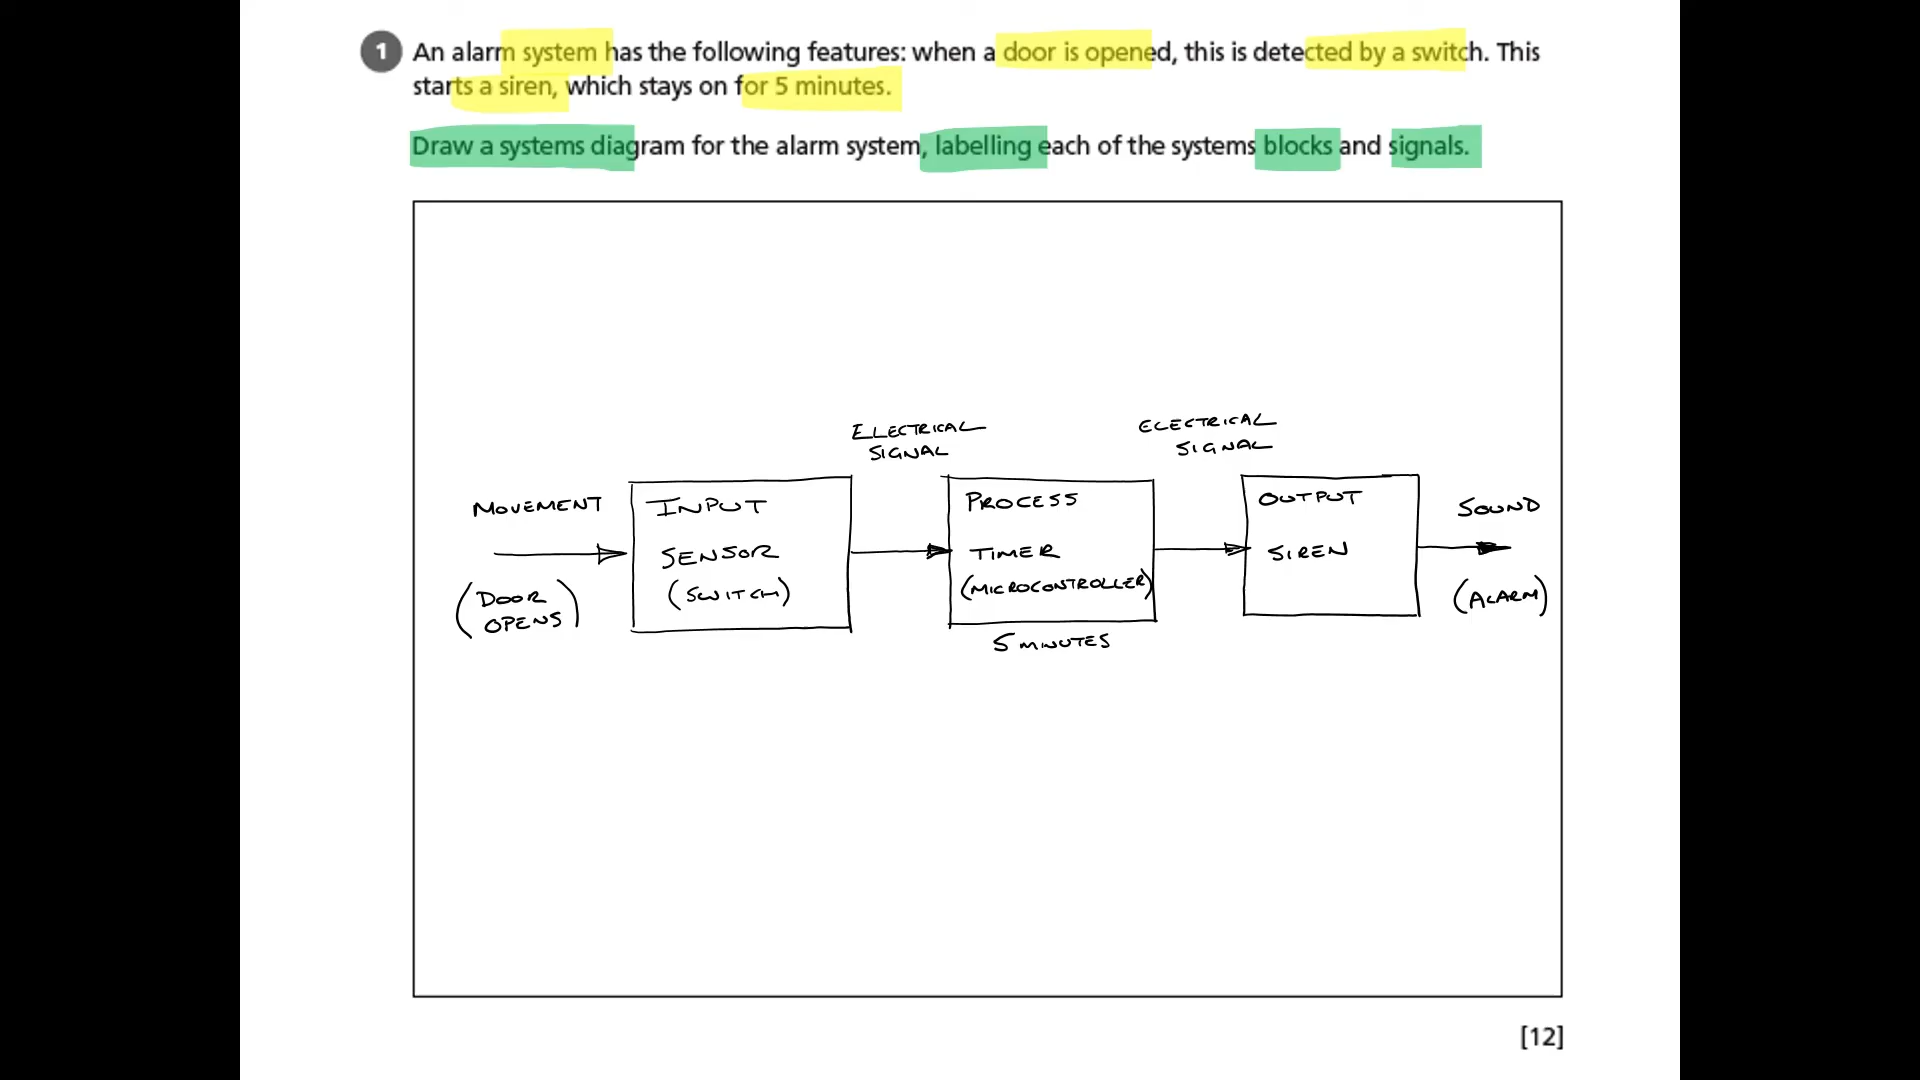 1 An alarm system has the following features: when a door is opened, this is detected by a switch. This
starts a siren, which stays on for 5 minutes.
Draw a systems diagram for the alarm system, labelling each of the systems blocks and signals.
MOVEMENT
(DOOR
OPENS)
INPUT
SENSOR
(SWITCH)
ELECTRICAL
SIGNAL
PROCESS
TIMER
(MICROCONTROLLER)
5 MINUTES
ELECTRICAL
SIGNAL
OUTPUT
SIREN
SOUND
(ALARM)
[12]